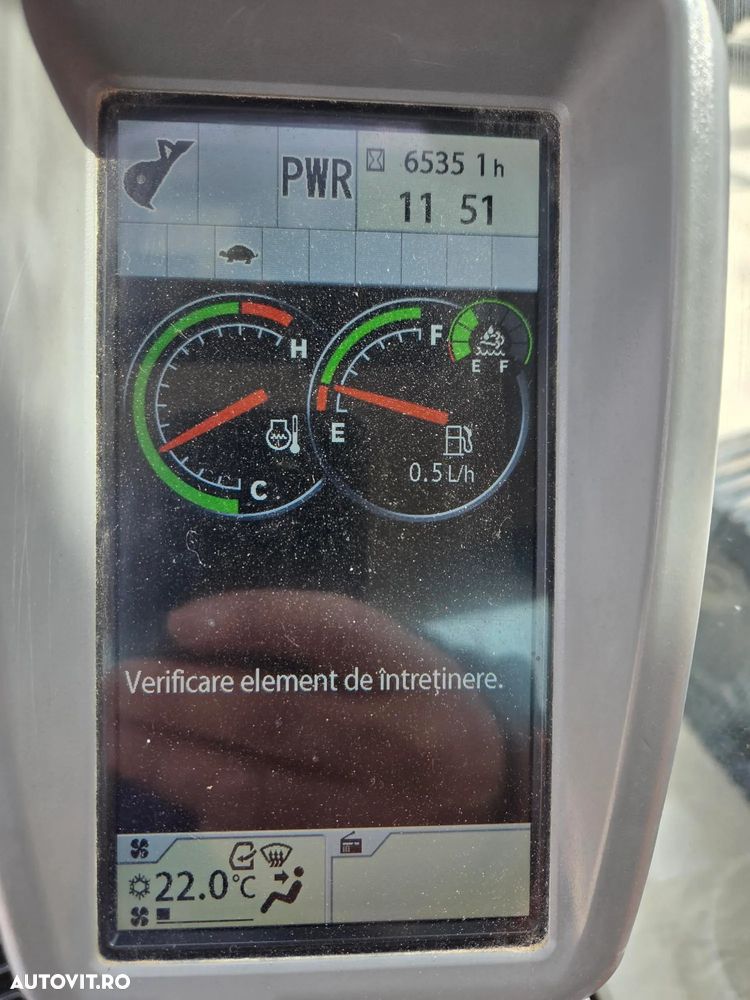 PWR
6535 1h
11 51
H
C
F
E
E F
0.5 L/h
Verificare element de întreținere.
22.0°C
AUTOVIT.RO